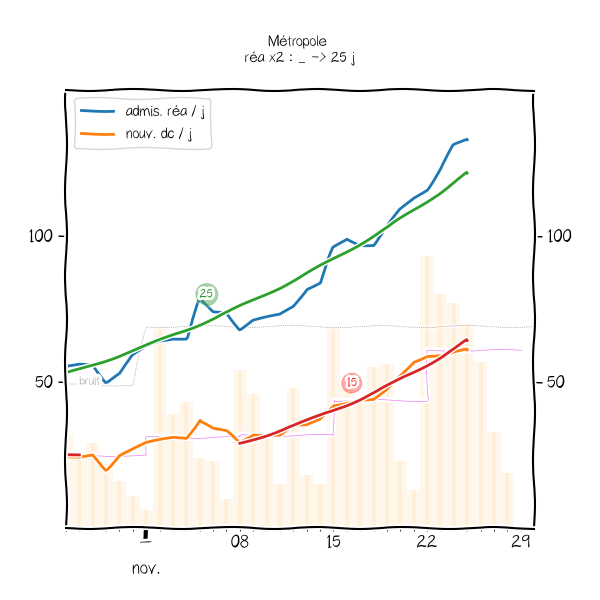 Métropole
réa x2 : _ -> 25 j
admis. réa / j
nouv. dc / j
100
100
25
bruit
50
50
15
1
08
15
22
29
nov.